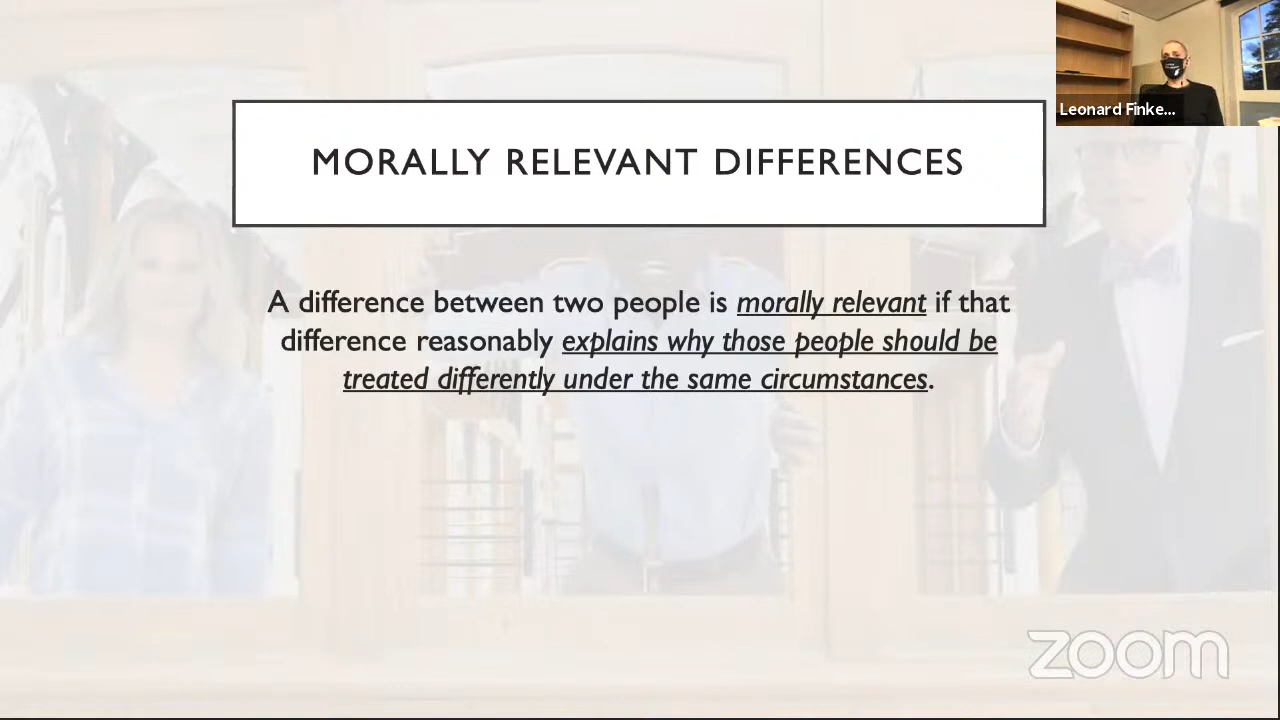 Leonard Finke...
MORALLY RELEVANT DIFFERENCES
A difference between two people is morally relevant if that
difference reasonably explains why those people should be
treated differently under the same circumstances.
zoom